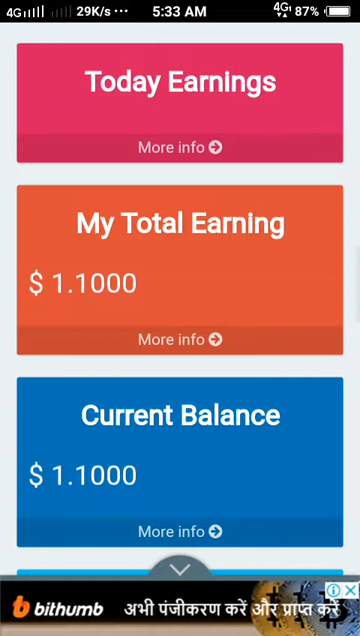 4G 29K/s ... 5:33 AM 4G 87%
Today Earnings
More info
My Total Earning
$ 1.1000
More info
Current Balance
$ 1.1000
More info
bithumb अभी पंजीकरण करें और प्राप्त करें